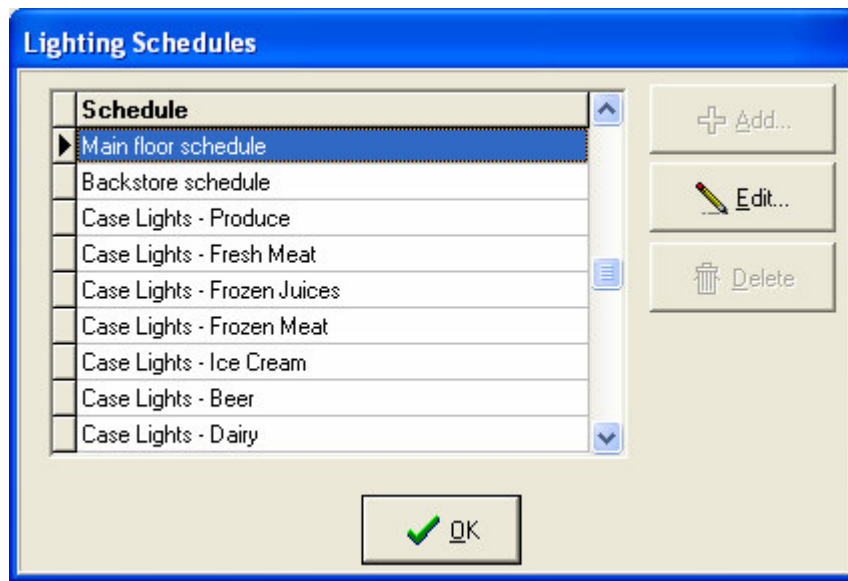 Lighting Schedules
Schedule
Main floor schedule
Backstore schedule
Case Lights - Produce
Case Lights - Fresh Meat
Case Lights - Frozen Juices
Case Lights - Frozen Meat
Case Lights - Ice Cream
Case Lights - Beer
Case Lights - Dairy
Add...
Edit...
Delete
OK